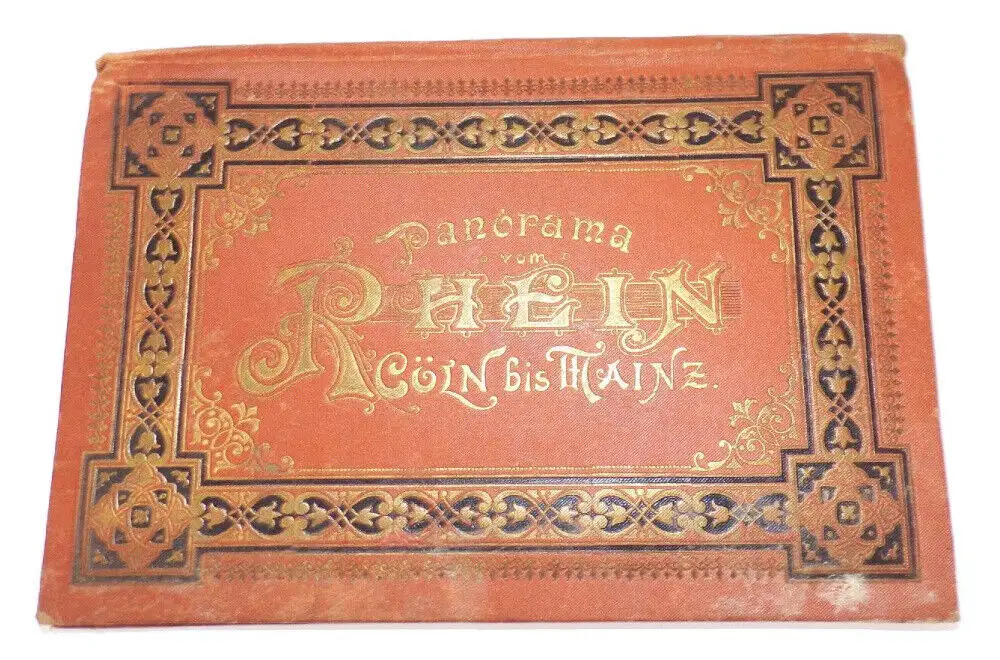 Panorama
vom
RHEIN
CÖLN bis MAINZ.